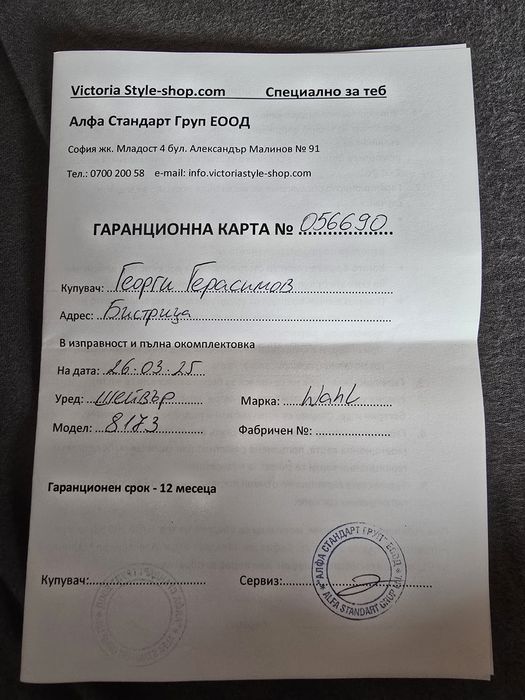 Victoria Style-shop.com Специално за теб
Алфа Стандарт Груп ЕООД
София жк. Младост 4 бул. Александър Малинов № 91
Тел.: 0700 200 58 e-mail: info.victoriastyle-shop.com
ГАРАНЦИОННА КАРТА № 056690
Купувач: Георги Герасимов
Адрес: Бистрица
В изправност и пълна окомплектовка
На дата: 26.03.25
Уред: шейвър Марка: Wahl
Модел: 8173 Фабричен №:
Гаранционен срок - 12 месеца
Купувач: Сервиз:
"АЛФА СТАНДАРТ ГРУП" ЕООД
ALFA STANDART GROUP